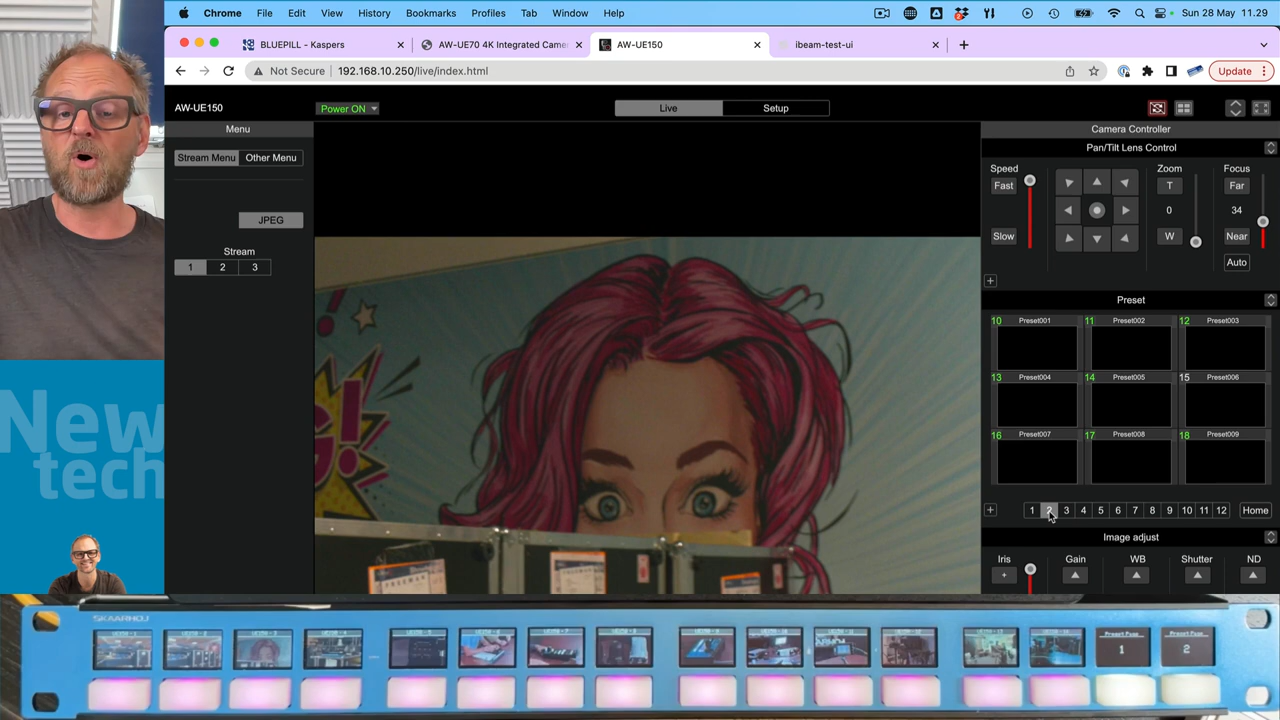 Chrome File Edit View History Bookmarks Profiles Tab Window Help Sun 28 May 11.29
BLUEPILL - Kaspers AW-UE70 4K Integrated Came AW-UE150 ibeam-test-ui
Not Secure 192.168.10.250/live/index.html Update
AW-UE150 Power ON Live Setup
Menu
Stream Menu Other Menu
JPEG
Stream
1 2 3
Camera Controller
Pan/Tilt Lens Control
Speed Zoom Focus
Fast T Far
0 34
Slow W Near
Auto
Preset
10 Preset001 11 Preset002 12 Preset003
13 Preset004 14 Preset005 15 Preset006
16 Preset007 17 Preset008 18 Preset009
1 2 3 4 5 6 7 8 9 10 11 12 Home
Image adjust
Iris Gain WB Shutter ND
New
tech
SKAARHOJ
1 2